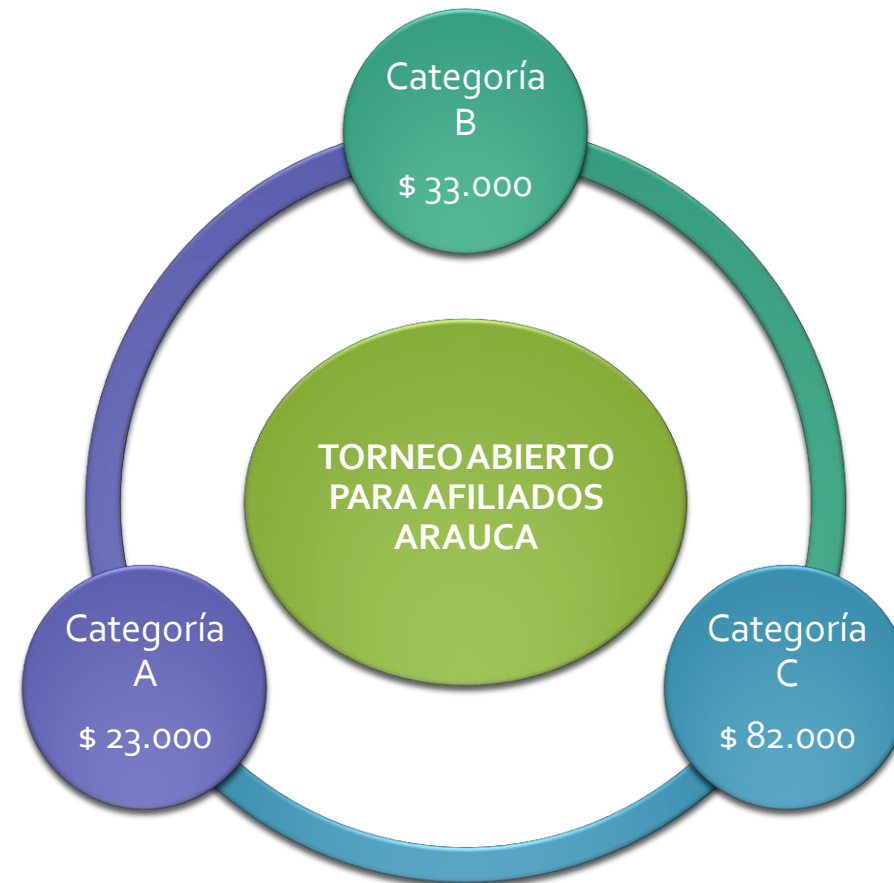 Categoría
B
$ 33.000
TORNEO ABIERTO
PARA AFILIADOS
ARAUCA
Categoría
A
$ 23.000
Categoría
C
$ 82.000